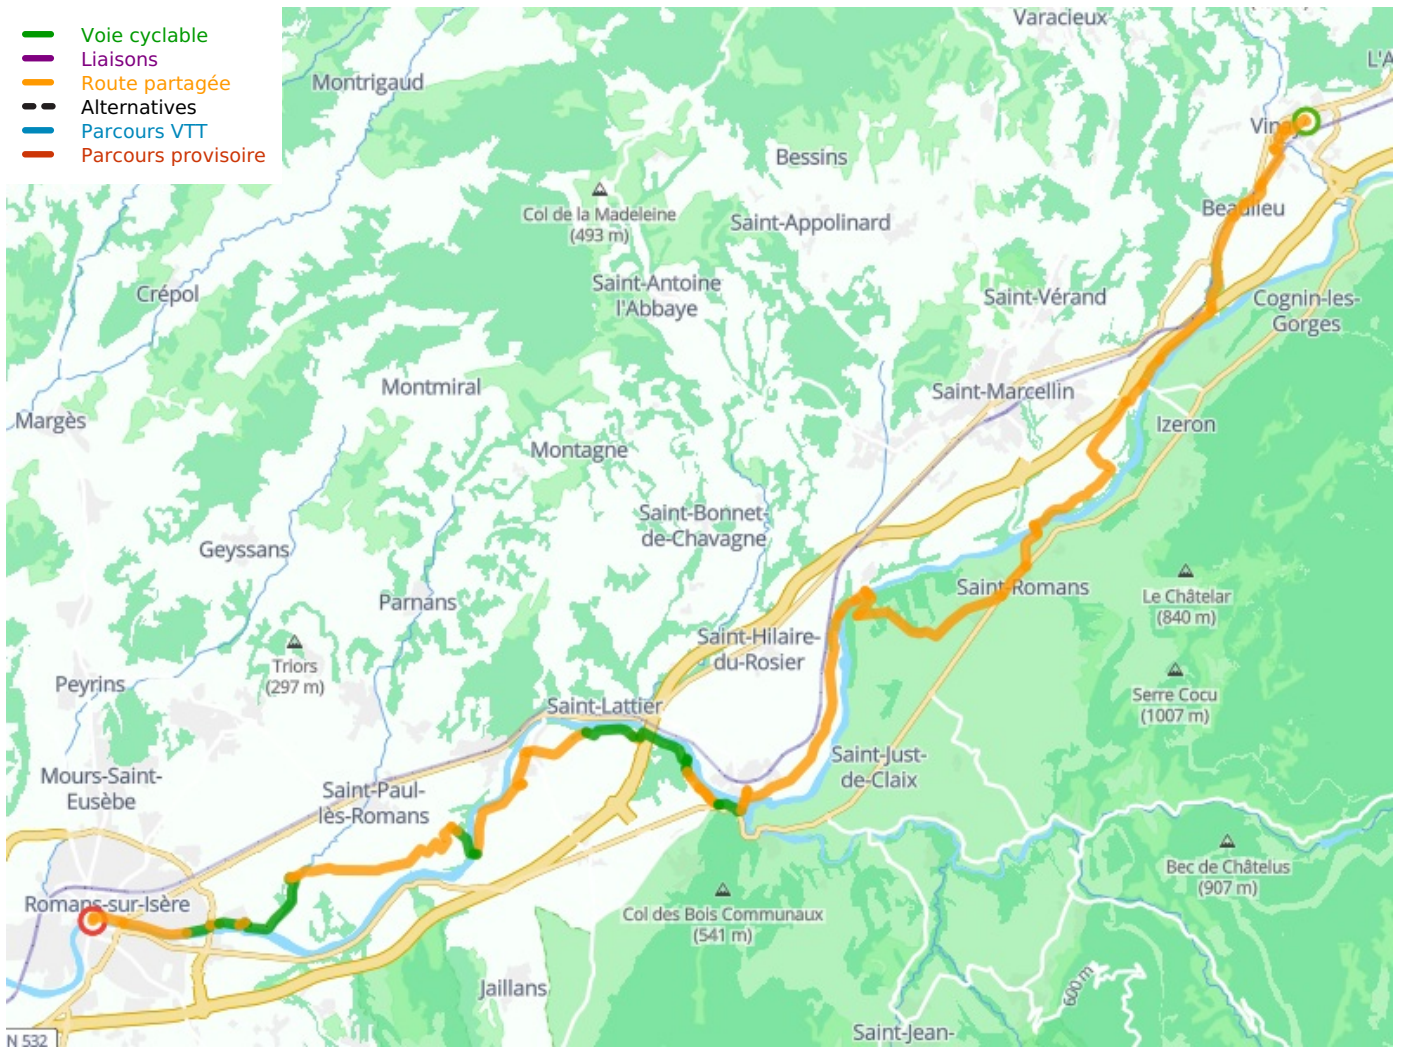 Voie cyclable
Liaisons
Route partagée
Alternatives
Parcours VTT
Parcours provisoire
Varacieux
L'A
Montrigaud
Vinay
Bessins
Col de la Madeleine
(493 m)
Saint-Appolinard
Beaulieu
Crépol
Saint-Antoine
l'Abbaye
Saint-Vérand
Cognin-les-
Gorges
Montmiral
Saint-Marcellin
Margès
Izeron
Montagne
Saint-Bonnet-
de-Chavagne
Geyssans
Parnans
Saint-Romans
Le Châtelar
(840 m)
Triors
(297 m)
Saint-Hilaire-
du-Rosier
Peyrins
Serre Cocu
(1007 m)
Saint-Lattier
Mours-Saint-
Eusèbe
Saint-Paul-
lès-Romans
Saint-Just-
de-Claix
Bec de Châtelus
(907 m)
Romans-sur-Isère
Col des Bois Communaux
(541 m)
Jaillans
600 m
Saint-Jean-
N 532